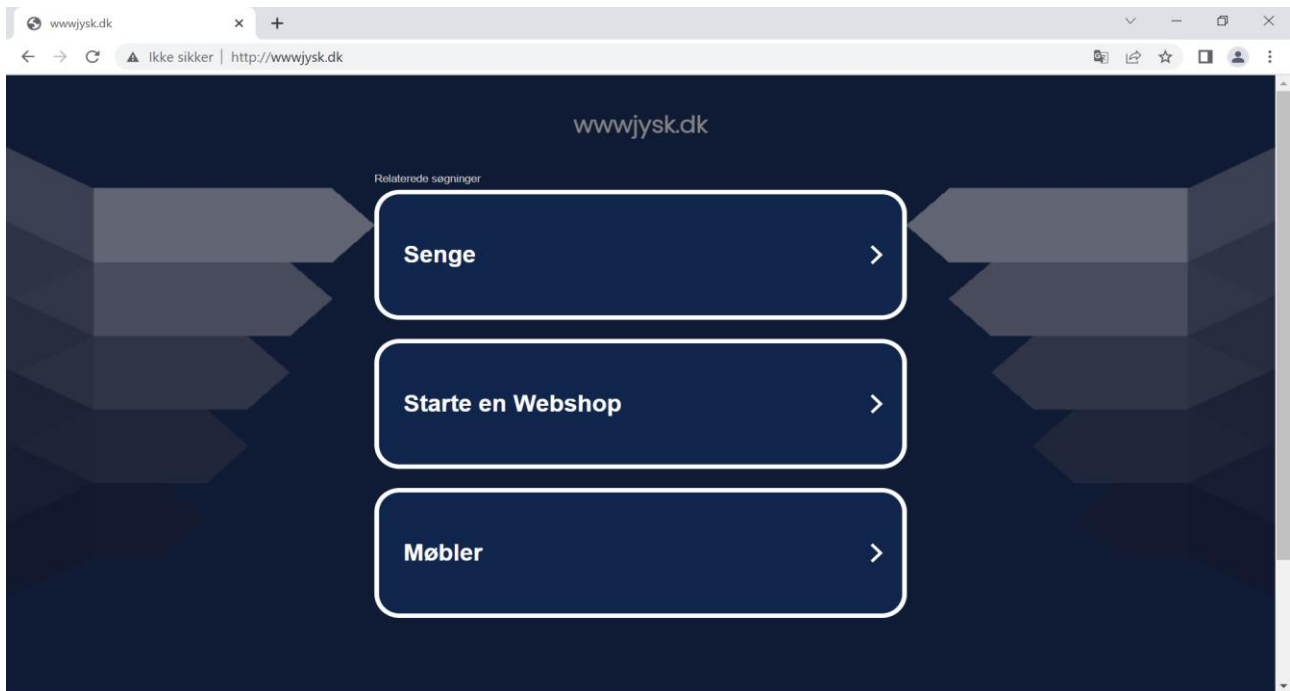 wwwjysk.dk
Ikke sikker | http://wwwjysk.dk
wwwjysk.dk
Relaterede søgninger
Senge
Starte en Webshop
Møbler